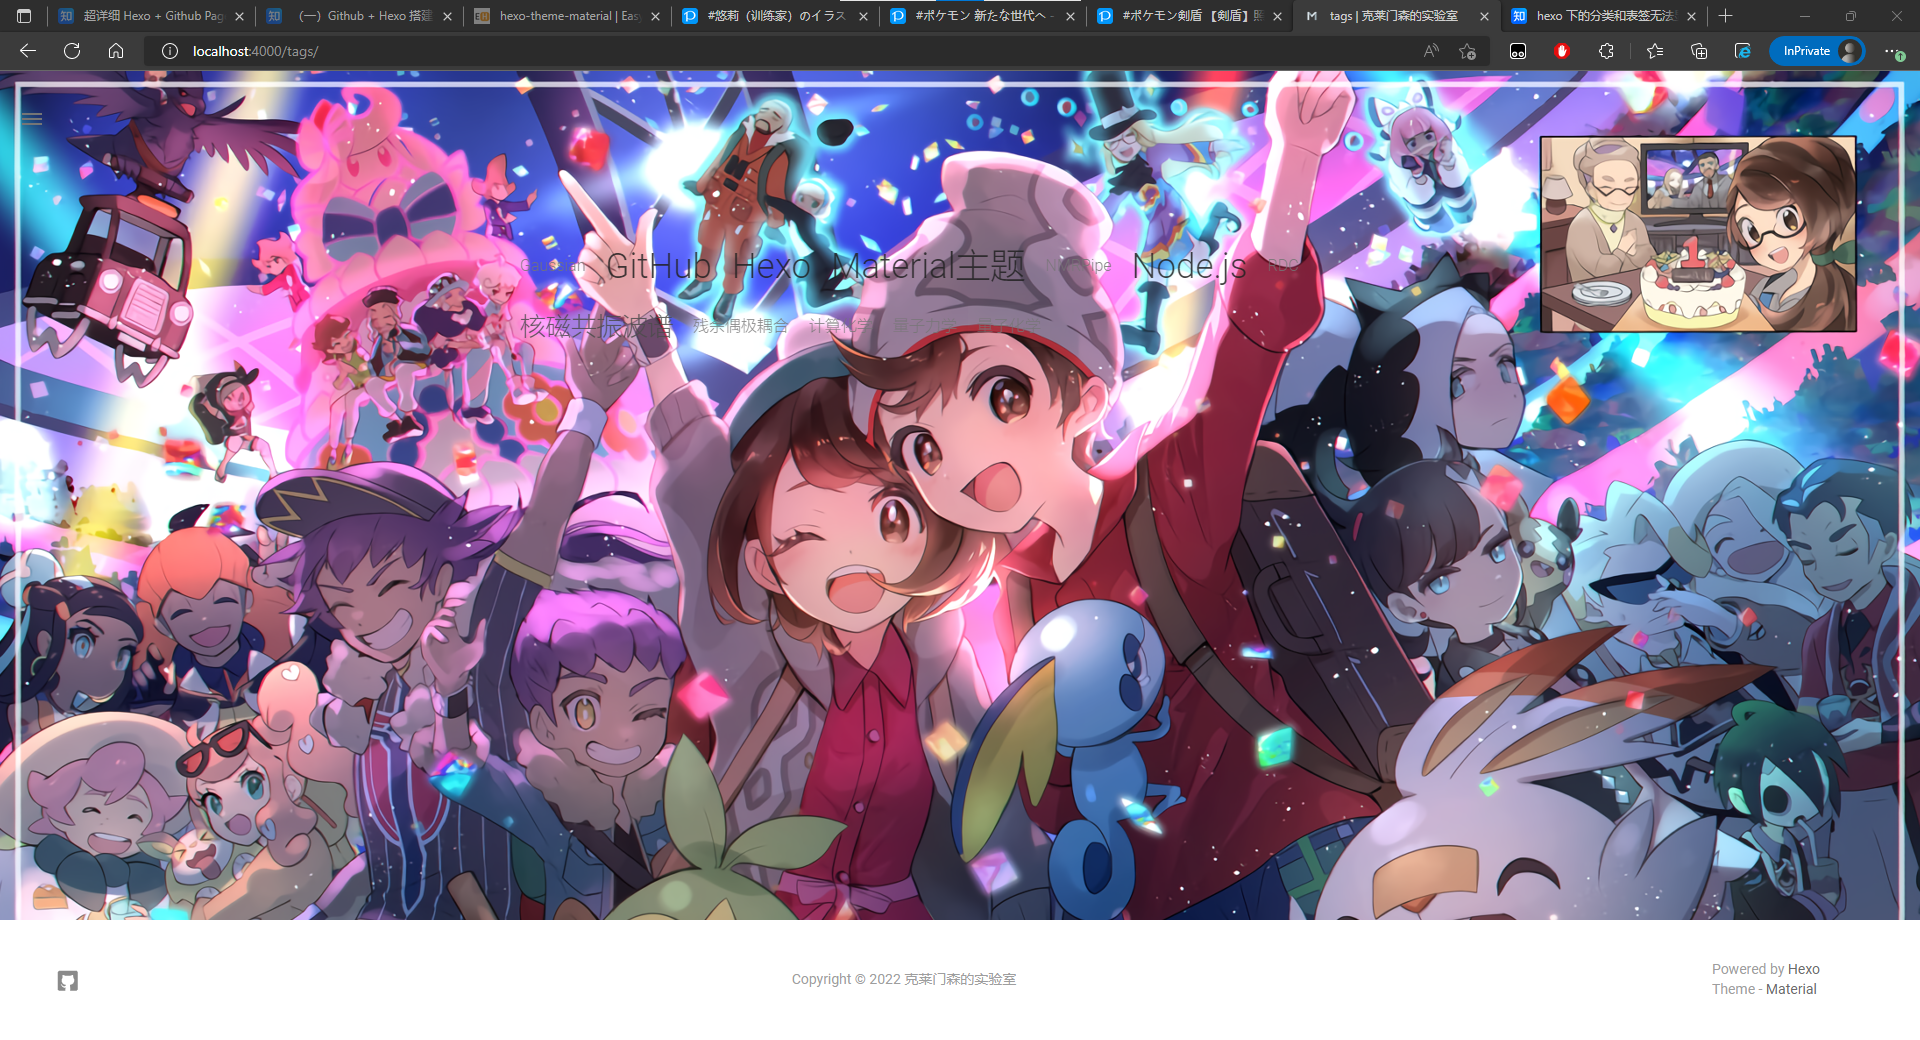 超详细 Hexo + Github Pag
（一）Github + Hexo 搭建
hexo-theme-material | Eas
#悠莉（训练家）のイラス
#ポケモン 新たな世代へ -
#ポケモン剣盾 【剣盾】照
tags | 克莱门森的实验室
hexo 下的分类和表签无法
localhost:4000/tags/
InPrivate
Gaussian GitHub Hexo Material主题 Node.js RDC
核磁共振波谱 残余偶极耦合 计算化学 量子力学 量子化学
Copyright © 2022 克莱门森的实验室
Powered by Hexo
Theme - Material